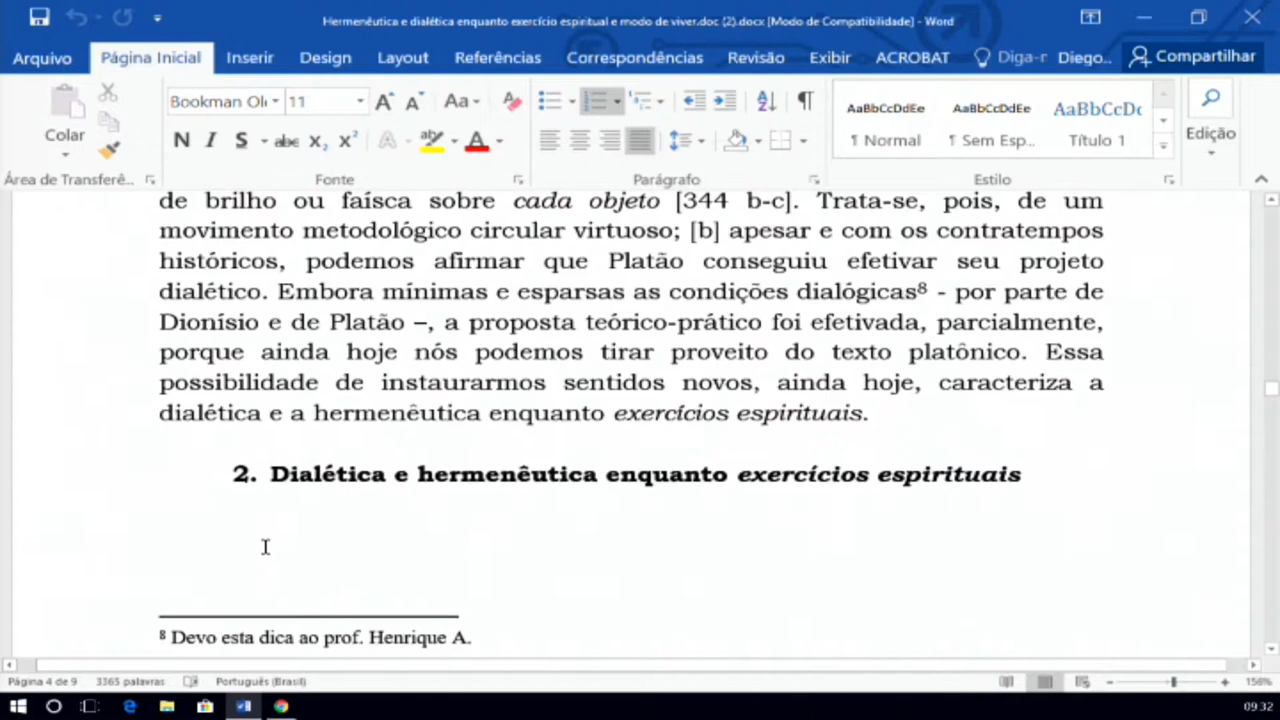 Hermenêutica e dialética enquanto exercício espiritual e modo de viver.doc (2).docx [Modo de Compatibilidade] - Word
Arquivo Página Inicial Inserir Design Layout Referências Correspondências Revisão Exibir ACROBAT Diga-r Diego... Compartilhar
Colar
Bookman Ol 11 Aa
N I S abc x₂ x² A A
AaBbCcDdEe AaBbCcDdEe AaBbCcDc
¶ Normal ¶ Sem Esp... Título 1
Edição
Área de Transferê... Fonte Parágrafo Estilo
de brilho ou faísca sobre cada objeto [344 b-c]. Trata-se, pois, de um
movimento metodológico circular virtuoso; [b] apesar e com os contratempos
históricos, podemos afirmar que Platão conseguiu efetivar seu projeto
dialético. Embora mínimas e esparsas as condições dialógicas⁸ - por parte de
Dionísio e de Platão –, a proposta teórico-prático foi efetivada, parcialmente,
porque ainda hoje nós podemos tirar proveito do texto platônico. Essa
possibilidade de instaurarmos sentidos novos, ainda hoje, caracteriza a
dialética e a hermenêutica enquanto exercícios espirituais.
2. Dialética e hermenêutica enquanto exercícios espirituais
⁸ Devo esta dica ao prof. Henrique A.
Página 4 de 9 3365 palavras Português (Brasil) 156%
09:32